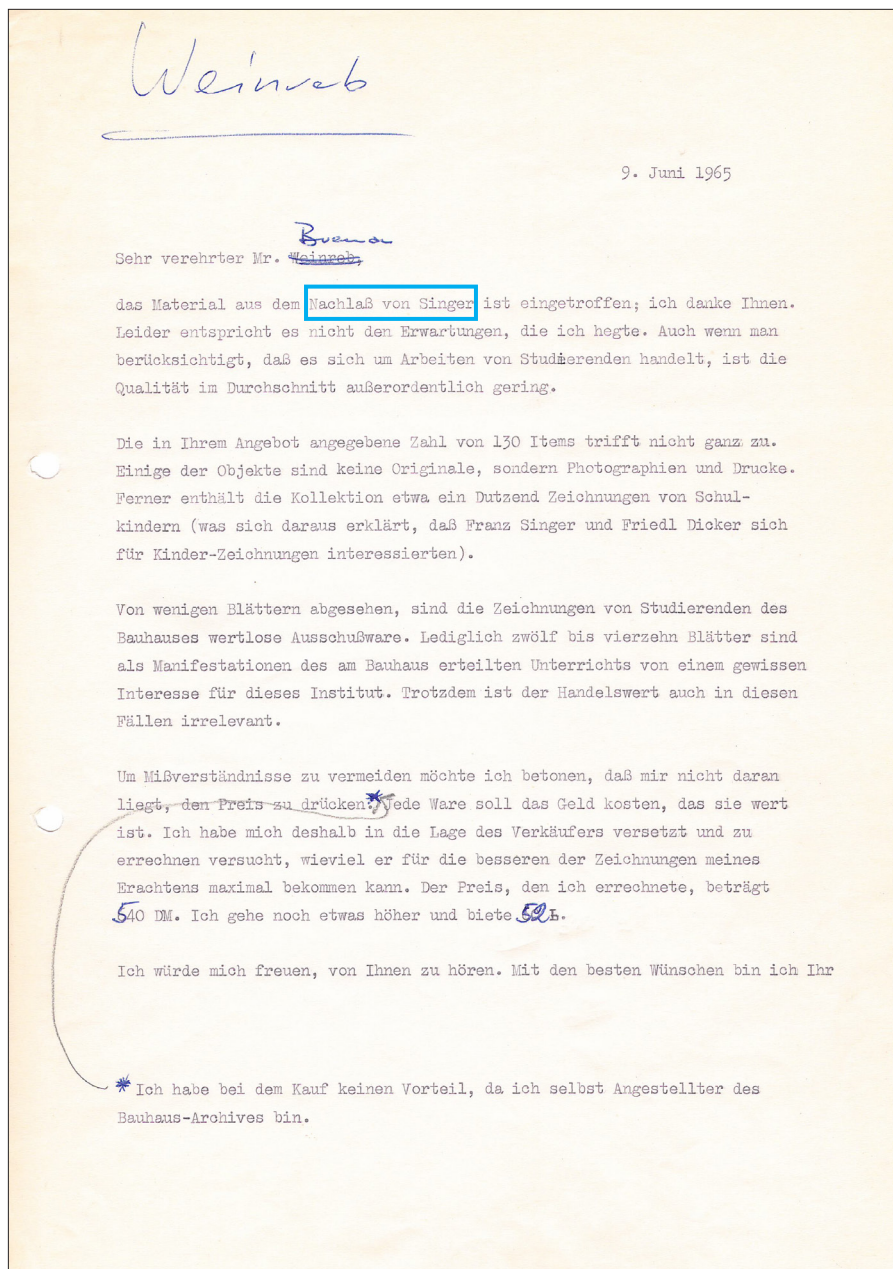 Weinreb
9. Juni 1965
Sehr verehrter Mr. Weinreb,
das Material aus dem Nachlaß von Singer ist eingetroffen; ich danke Ihnen.
Leider entspricht es nicht den Erwartungen, die ich hegte. Auch wenn man
berücksichtigt, daß es sich um Arbeiten von Studierenden handelt, ist die
Qualität im Durchschnitt außerordentlich gering.
Die in Ihrem Angebot angegebene Zahl von 130 Items trifft nicht ganz zu.
Einige der Objekte sind keine Originale, sondern Photographien und Drucke.
Ferner enthält die Kollektion etwa ein Dutzend Zeichnungen von Schul-
kindern (was sich daraus erklärt, daß Franz Singer und Friedl Dicker sich
für Kinder-Zeichnungen interessierten).
Von wenigen Blättern abgesehen, sind die Zeichnungen von Studierenden des
Bauhauses wertlose Ausschußware. Lediglich zwölf bis vierzehn Blätter sind
als Manifestationen des am Bauhaus erteilten Unterrichts von einem gewissen
Interesse für dieses Institut. Trotzdem ist der Handelswert auch in diesen
Fällen irrelevant.
Um Mißverständnisse zu vermeiden möchte ich betonen, daß mir nicht daran
liegt, den Preis zu drücken.* Jede Ware soll das Geld kosten, das sie wert
ist. Ich habe mich deshalb in die Lage des Verkäufers versetzt und zu
errechnen versucht, wieviel er für die besseren der Zeichnungen meines
Erachtens maximal bekommen kann. Der Preis, den ich errechnete, beträgt
540 DM. Ich gehe noch etwas höher und biete 52 L.
Ich würde mich freuen, von Ihnen zu hören. Mit den besten Wünschen bin ich Ihr
* Ich habe bei dem Kauf keinen Vorteil, da ich selbst Angestellter des
Bauhaus-Archives bin.